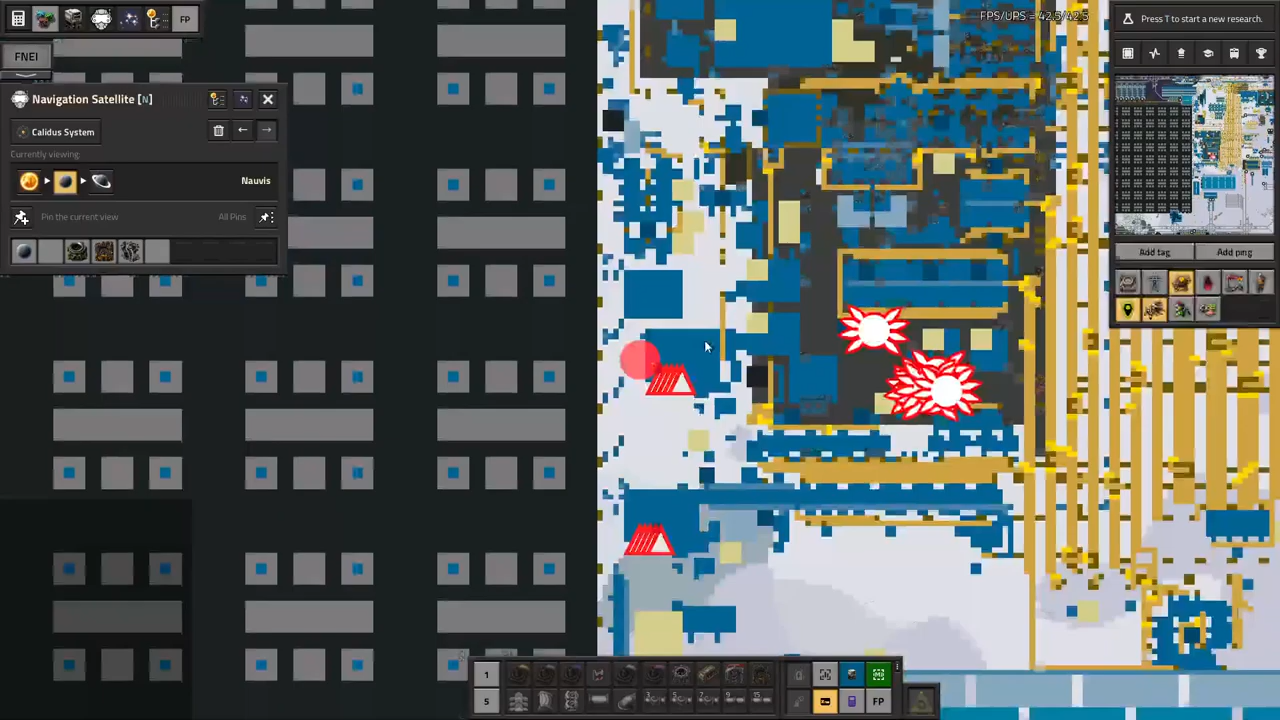 FP
FPS/UPS = 42.5/42.5
Press T to start a new research.
FNEI
Navigation Satellite [N]
Calidus System
Currently viewing:
Nauvis
Pin the current view
All Pins
Add tag
Add ping
1
5
FP